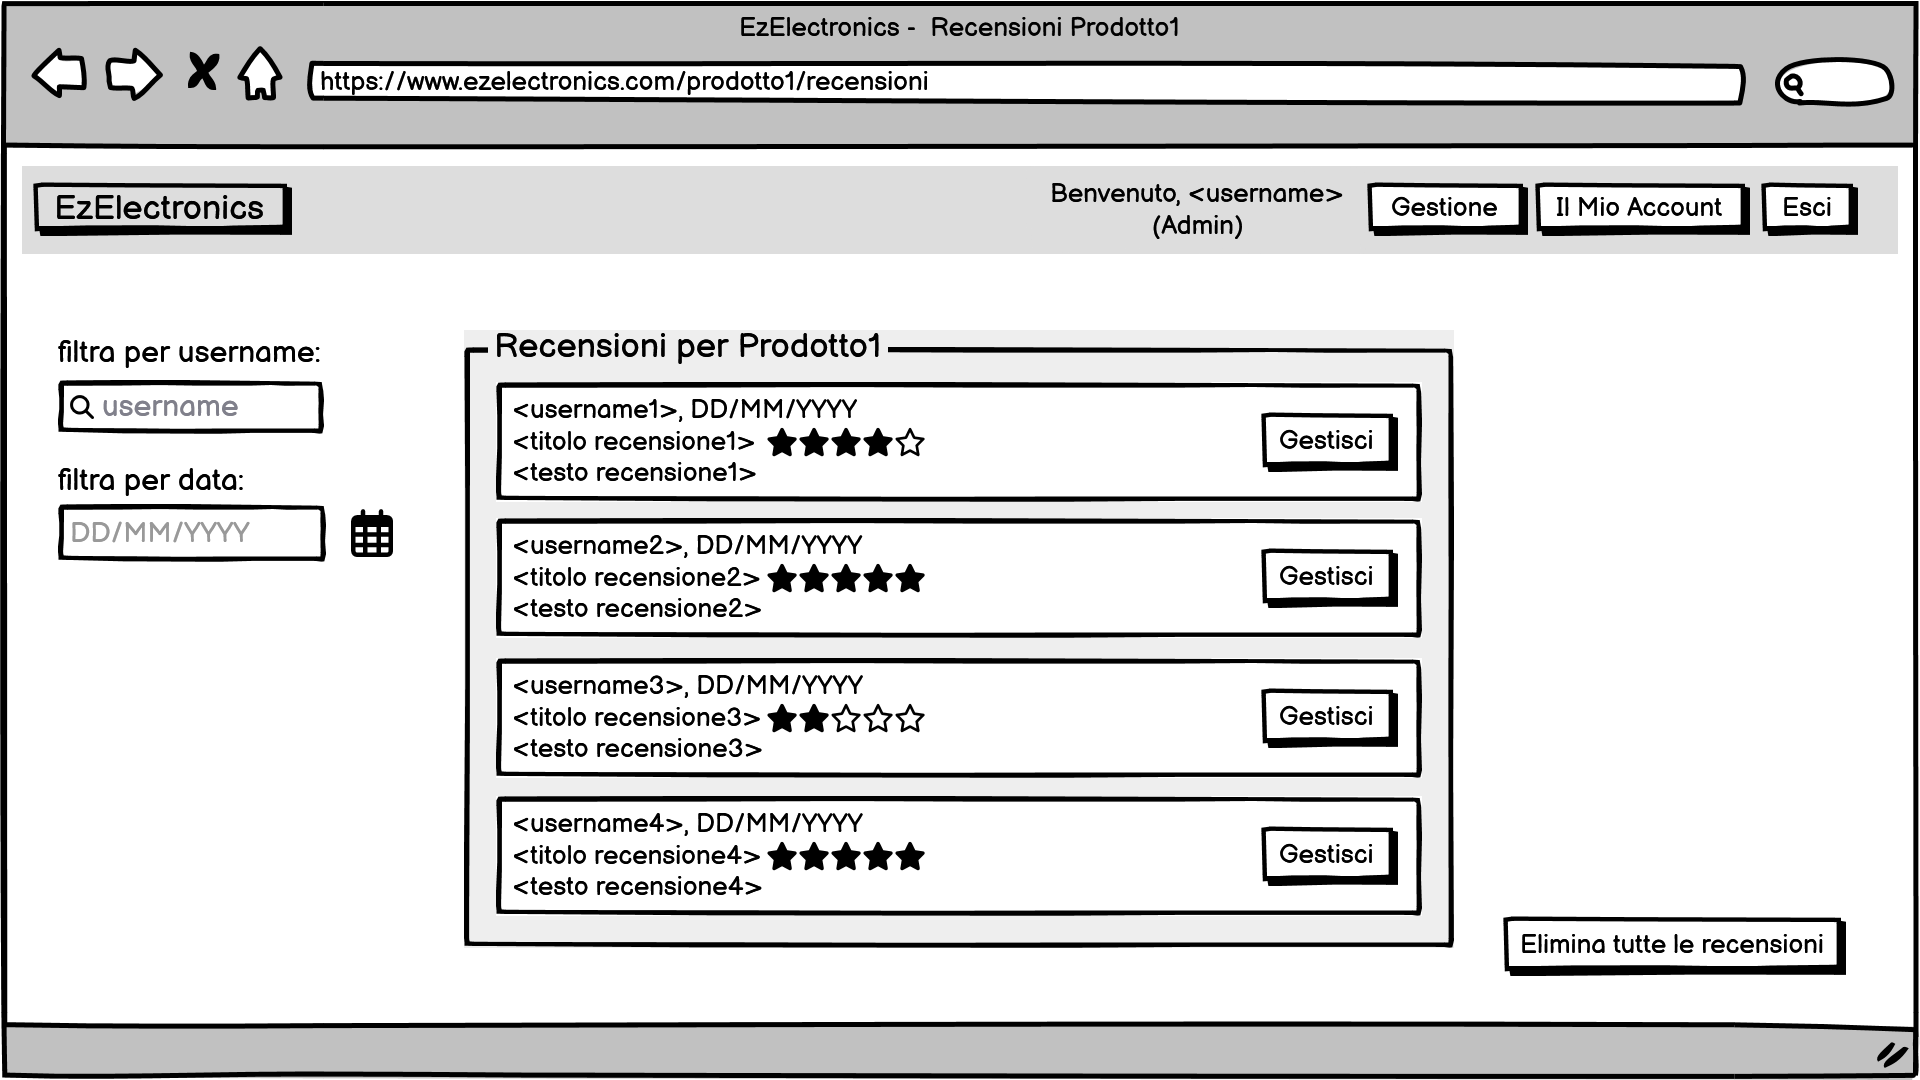 EzElectronics -  Recensioni Prodotto1
https://www.ezelectronics.com/prodotto1/recensioni
EzElectronics
Benvenuto, <username>
(Admin)
Gestione
Il Mio Account
Esci
filtra per username:
username
filtra per data:
DD/MM/YYYY
Recensioni per Prodotto1
<username1>, DD/MM/YYYY
<titolo recensione1>
<testo recensione1>
Gestisci
<username2>, DD/MM/YYYY
<titolo recensione2>
<testo recensione2>
Gestisci
<username3>, DD/MM/YYYY
<titolo recensione3>
<testo recensione3>
Gestisci
<username4>, DD/MM/YYYY
<titolo recensione4>
<testo recensione4>
Gestisci
Elimina tutte le recensioni